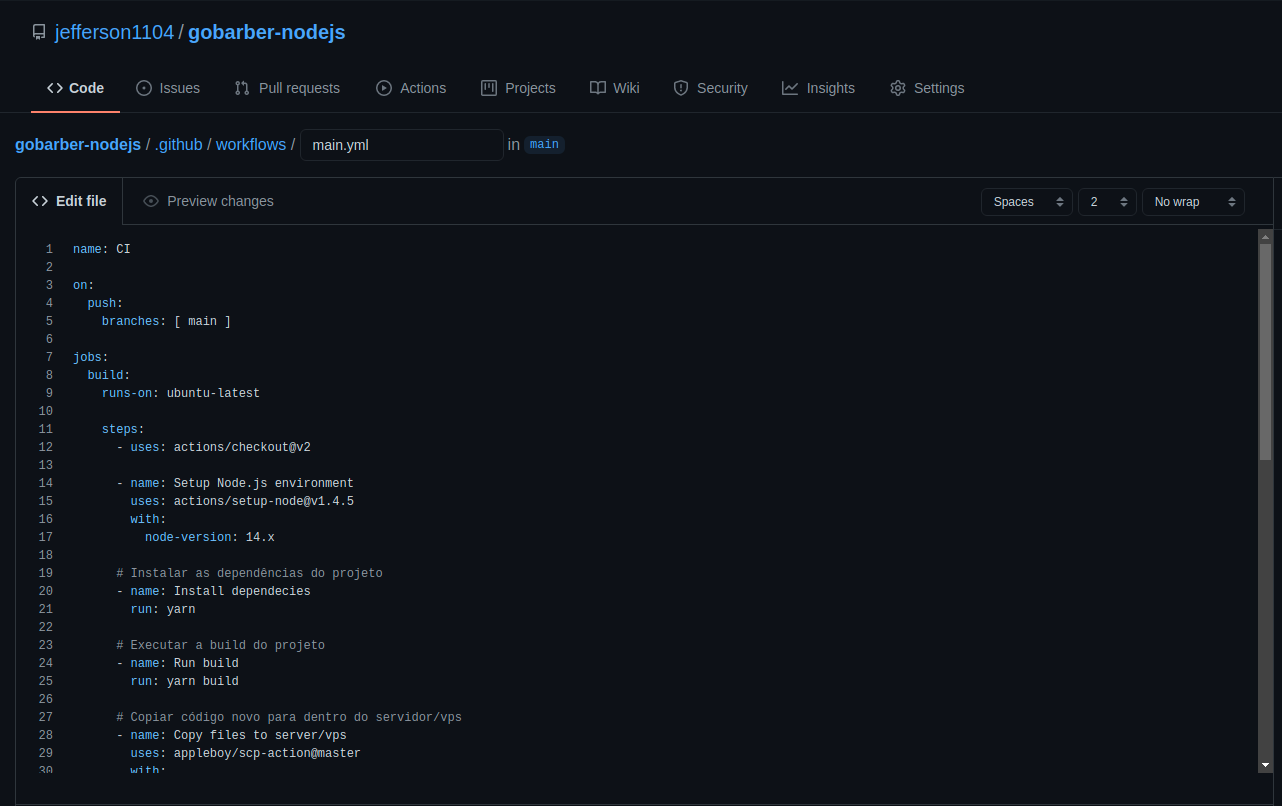 jefferson1104 / gobarber-nodejs
Code Issues Pull requests Actions Projects Wiki Security Insights Settings
gobarber-nodejs / .github / workflows / main.yml in main
Edit file Preview changes Spaces 2 No wrap
1 name: CI
2
3 on:
4   push:
5     branches: [ main ]
6
7 jobs:
8   build:
9     runs-on: ubuntu-latest
10
11     steps:
12       - uses: actions/checkout@v2
13
14       - name: Setup Node.js environment
15         uses: actions/setup-node@v1.4.5
16         with:
17           node-version: 14.x
18
19       # Instalar as dependências do projeto
20       - name: Install dependecies
21         run: yarn
22
23       # Executar a build do projeto
24       - name: Run build
25         run: yarn build
26
27       # Copiar código novo para dentro do servidor/vps
28       - name: Copy files to server/vps
29         uses: appleboy/scp-action@master
30         with: